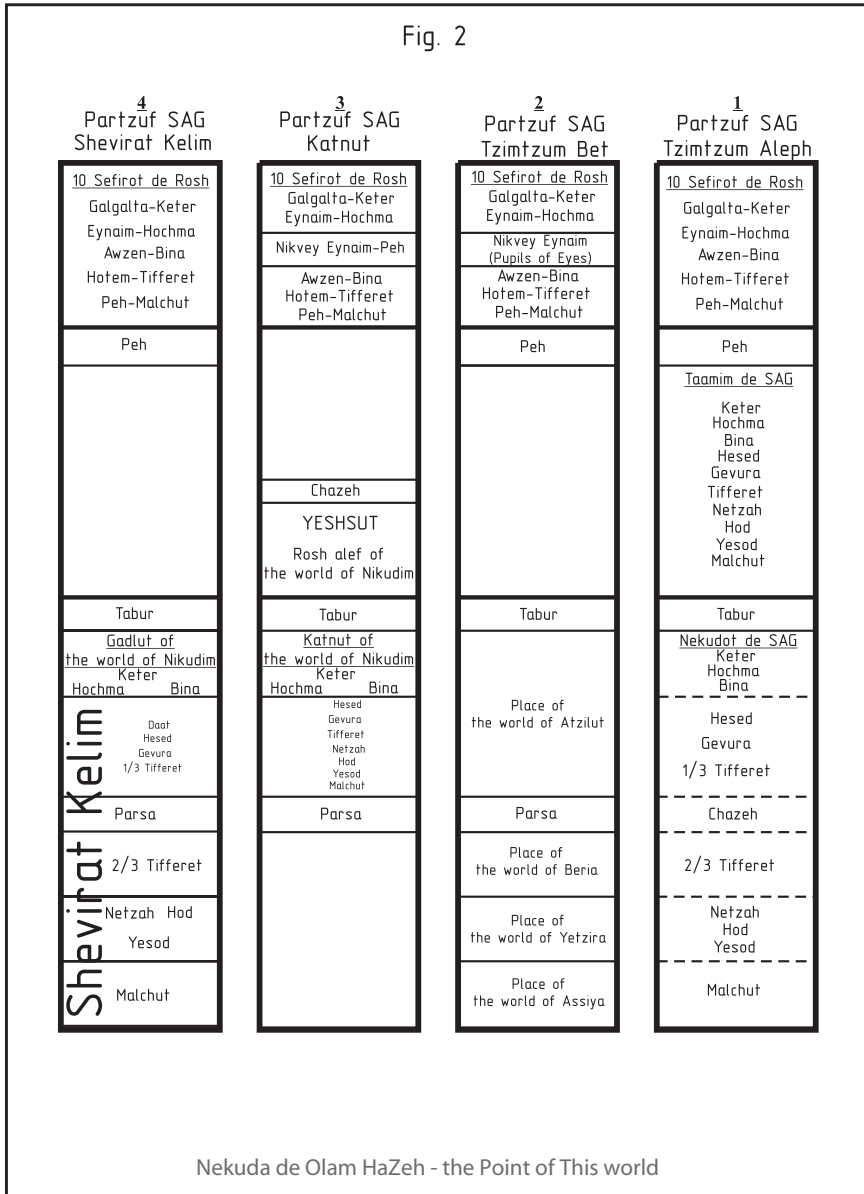 Fig. 2
4
Partzuf SAG
Shevirat Kelim
10 Sefirot de Rosh
Galgalta-Keter
Eynaim-Hochma
Awzen-Bina
Hotem-Tifferet
Peh-Malchut
Peh
Tabur
Gadlut of
the world of Nikudim
Keter
Hochma Bina
Daat
Hesed
Gevura
1/3 Tifferet
Parsa
2/3 Tifferet
Netzah Hod
Yesod
Malchut
Shevirat Kelim
3
Partzuf SAG
Katnut
10 Sefirot de Rosh
Galgalta-Keter
Eynaim-Hochma
Nikvey Eynaim-Peh
Awzen-Bina
Hotem-Tifferet
Peh-Malchut
Chazeh
YESHSUT
Rosh alef of
the world of Nikudim
Tabur
Katnut of
the world of Nikudim
Keter
Hochma Bina
Hesed
Gevura
Tifferet
Netzah
Hod
Yesod
Malchut
Parsa
2
Partzuf SAG
Tzimtzum Bet
10 Sefirot de Rosh
Galgalta-Keter
Eynaim-Hochma
Nikvey Eynaim
(Pupils of Eyes)
Awzen-Bina
Hotem-Tifferet
Peh-Malchut
Peh
Tabur
Place of
the world of Atzilut
Parsa
Place of
the world of Beria
Place of
the world of Yetzira
Place of
the world of Assiya
1
Partzuf SAG
Tzimtzum Aleph
10 Sefirot de Rosh
Galgalta-Keter
Eynaim-Hochma
Awzen-Bina
Hotem-Tifferet
Peh-Malchut
Peh
Taamim de SAG
Keter
Hochma
Bina
Hesed
Gevura
Tifferet
Netzah
Hod
Yesod
Malchut
Tabur
Nekudot de SAG
Keter
Hochma
Bina
Hesed
Gevura
1/3 Tifferet
Chazeh
2/3 Tifferet
Netzah
Hod
Yesod
Malchut
Nekuda de Olam HaZeh - the Point of This world